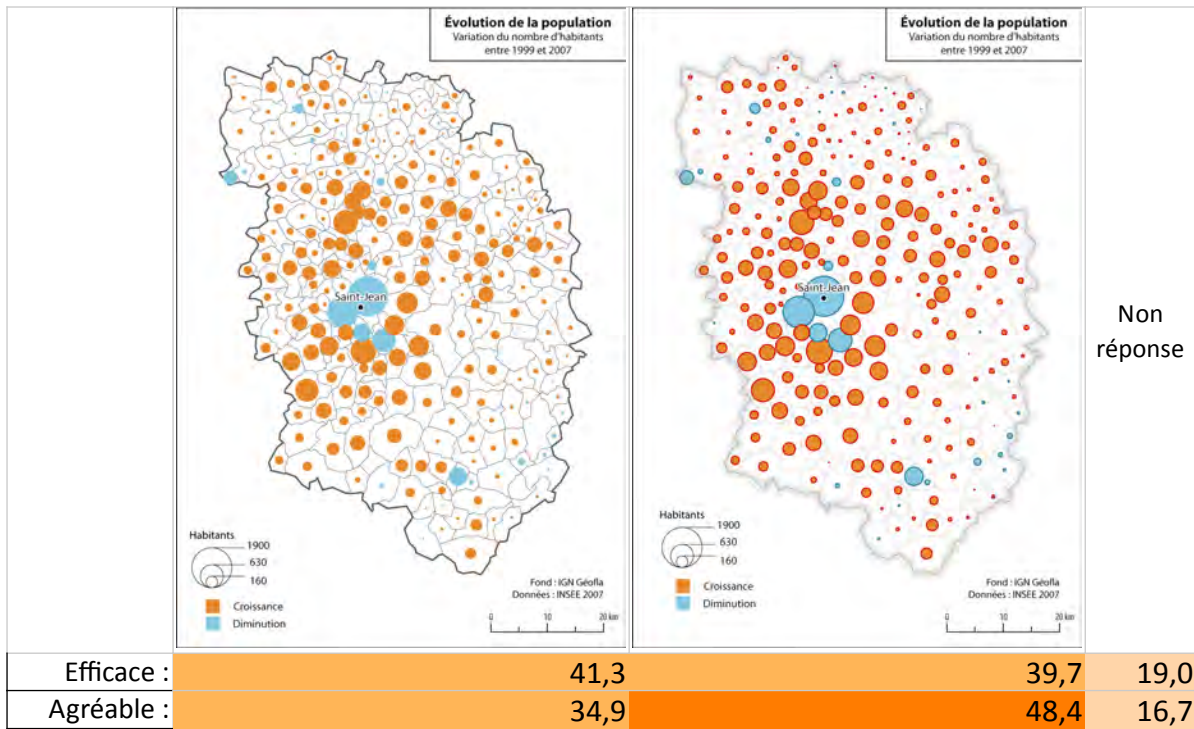 Évolution de la population
Variation du nombre d'habitants
entre 1999 et 2007
Saint-Jean
Habitants
1900
630
160
Croissance
Diminution
Fond : IGN Géofla
Données : INSEE 2007
0 10 20 km
Évolution de la population
Variation du nombre d'habitants
entre 1999 et 2007
Saint-Jean
Habitants
1900
630
160
Croissance
Diminution
Fond : IGN Géofla
Données : INSEE 2007
0 10 20 km
Non
réponse
Efficace : 41,3 39,7 19,0
Agréable : 34,9 48,4 16,7